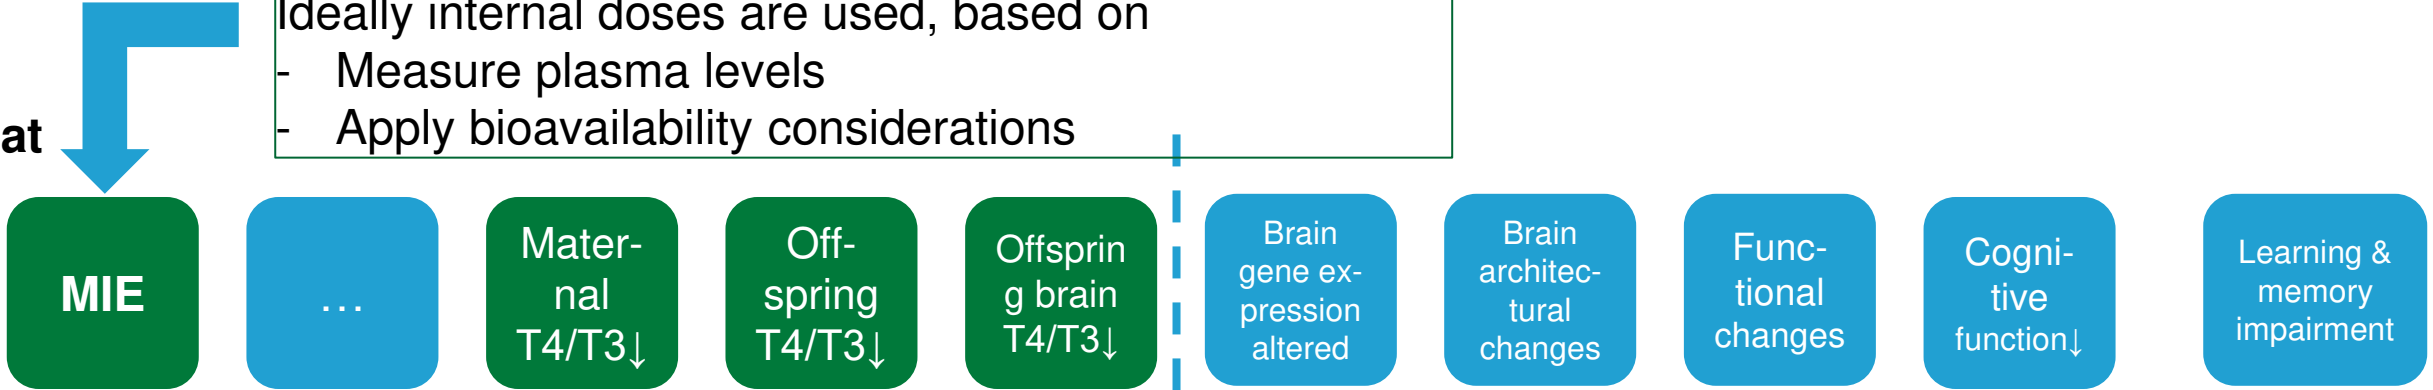 Ideally internal doses are used, based on
- Measure plasma levels
- Apply bioavailability considerations
at
MIE
...
Mater-
nal
T4/T3↓
Off-
spring
T4/T3↓
Offsprin
g brain
T4/T3↓
Brain
gene ex-
pression
altered
Brain
architec-
tural
changes
Func-
tional
changes
Cogni-
tive
function↓
Learning &
memory
impairment